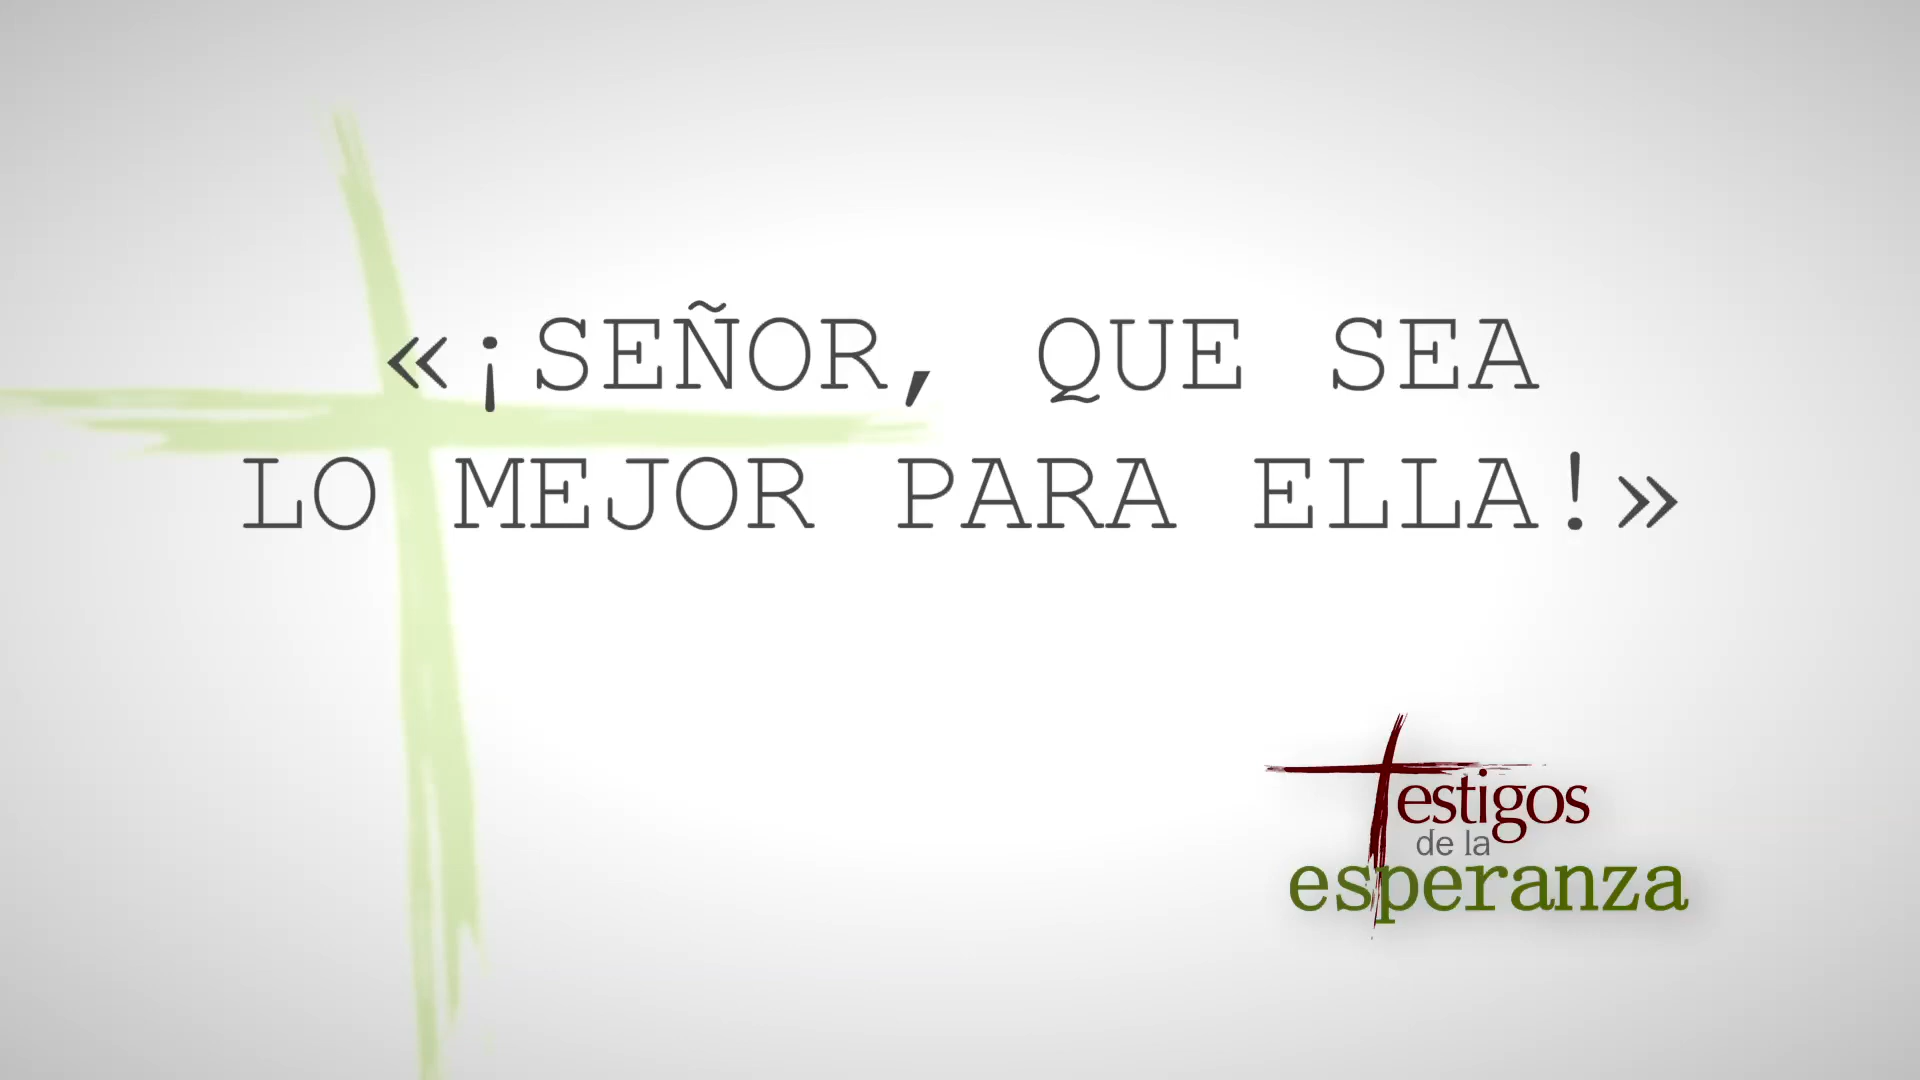 «¡SEÑOR, QUE SEA
LO MEJOR PARA ELLA!»
testigos
de la
esperanza